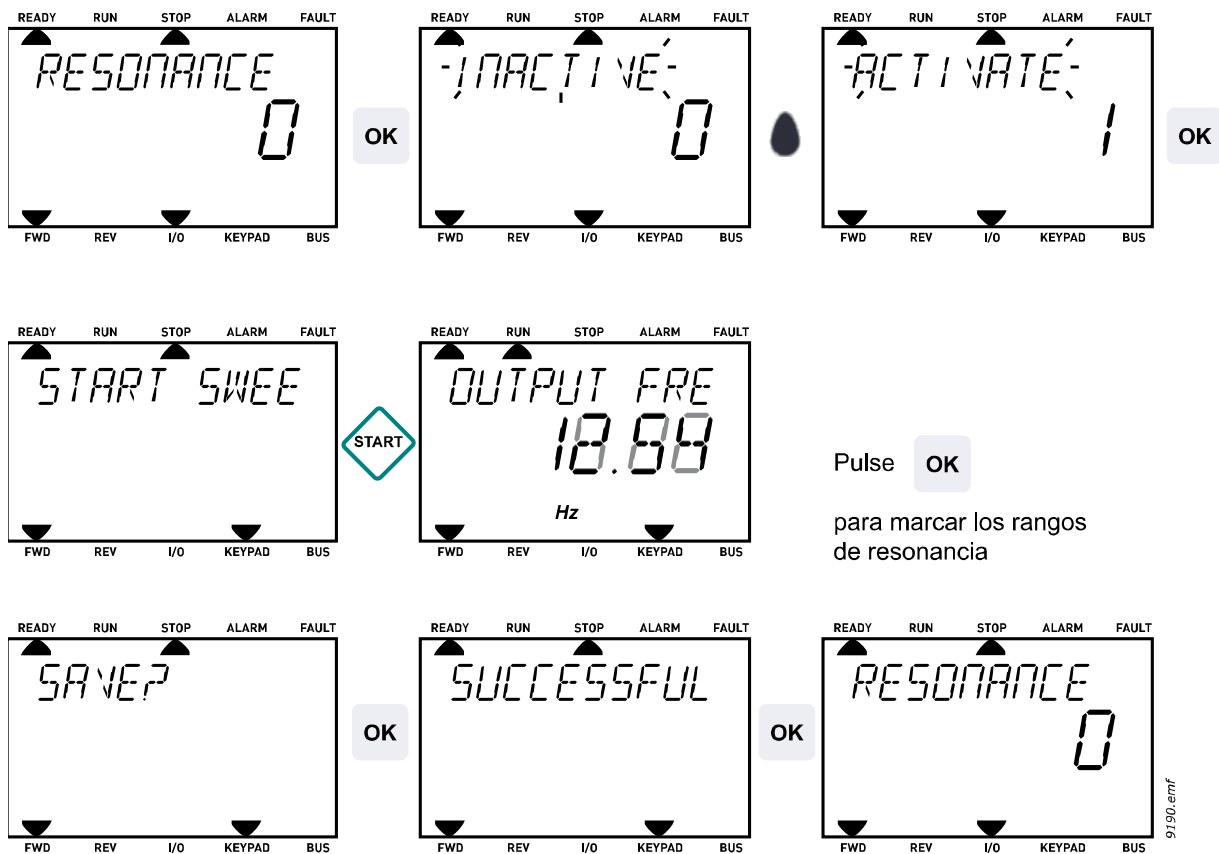 READY RUN STOP ALARM FAULT
RESONANCE
0
FWD REV I/O KEYPAD BUS
OK
READY RUN STOP ALARM FAULT
INACTIVE
0
FWD REV I/O KEYPAD BUS
READY RUN STOP ALARM FAULT
ACTIVATE
1
FWD REV I/O KEYPAD BUS
OK
READY RUN STOP ALARM FAULT
START SWEE
FWD REV I/O KEYPAD BUS
START
READY RUN STOP ALARM FAULT
OUTPUT FRE
12.54
Hz
FWD REV I/O KEYPAD BUS
Pulse OK
para marcar los rangos
de resonancia
READY RUN STOP ALARM FAULT
SAVE?
FWD REV I/O KEYPAD BUS
OK
READY RUN STOP ALARM FAULT
SUCCESSFUL
FWD REV I/O KEYPAD BUS
OK
READY RUN STOP ALARM FAULT
RESONANCE
0
FWD REV I/O KEYPAD BUS
9190.emf